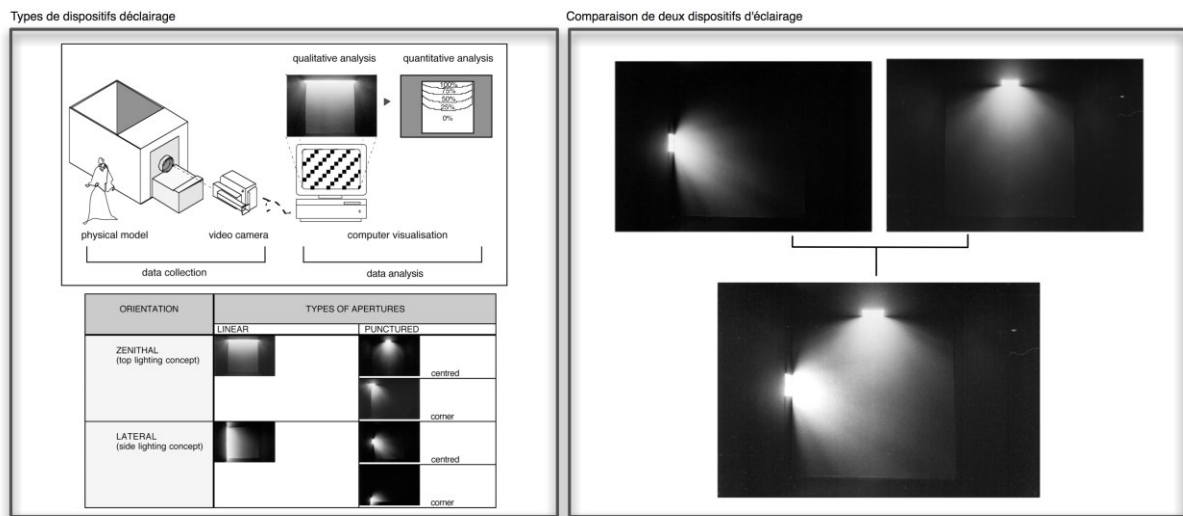 Types de dispositifs déclairage
qualitative analysis
quantitative analysis
100%
75%
50%
25%
0%
physical model
video camera
computer visualisation
data collection
data analysis
ORIENTATION
TYPES OF APERTURES
LINEAR
PUNCTURED
ZENITHAL
(top lighting concept)
centred
corner
LATERAL
(side lighting concept)
centred
corner
Comparaison de deux dispositifs d'éclairage